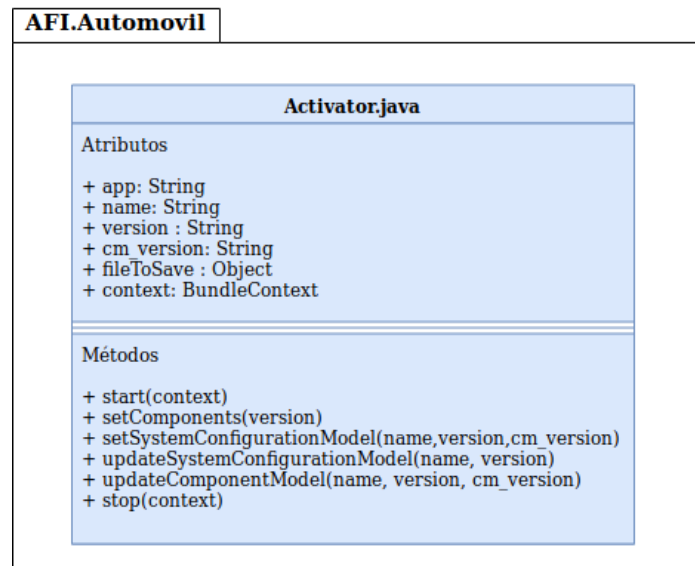 AFI.Automovil
Activator.java
Atributos
+ app: String
+ name: String
+ version : String
+ cm_version: String
+ fileToSave : Object
+ context: BundleContext
Métodos
+ start(context)
+ setComponents(version)
+ setSystemConfigurationModel(name,version,cm_version)
+ updateSystemConfigurationModel(name, version)
+ updateComponentModel(name, version, cm_version)
+ stop(context)